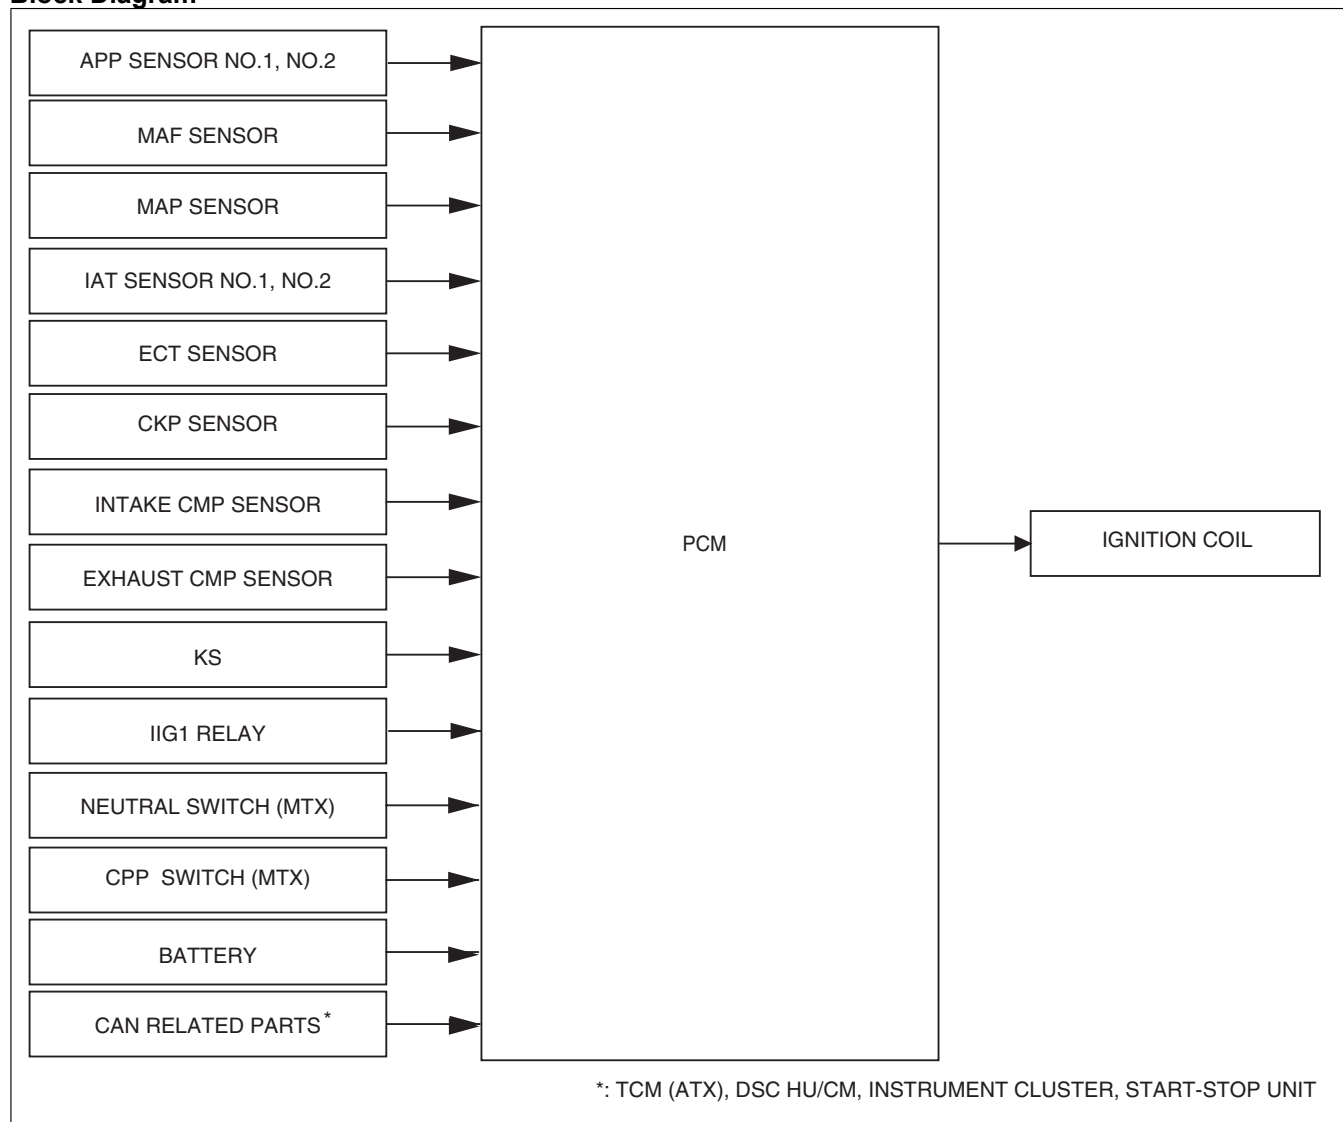 Block Diagram
APP SENSOR NO.1, NO.2
MAF SENSOR
MAP SENSOR
IAT SENSOR NO.1, NO.2
ECT SENSOR
CKP SENSOR
INTAKE CMP SENSOR
EXHAUST CMP SENSOR
KS
IIG1 RELAY
NEUTRAL SWITCH (MTX)
CPP SWITCH (MTX)
BATTERY
CAN RELATED PARTS*
PCM
IGNITION COIL
*: TCM (ATX), DSC HU/CM, INSTRUMENT CLUSTER, START-STOP UNIT